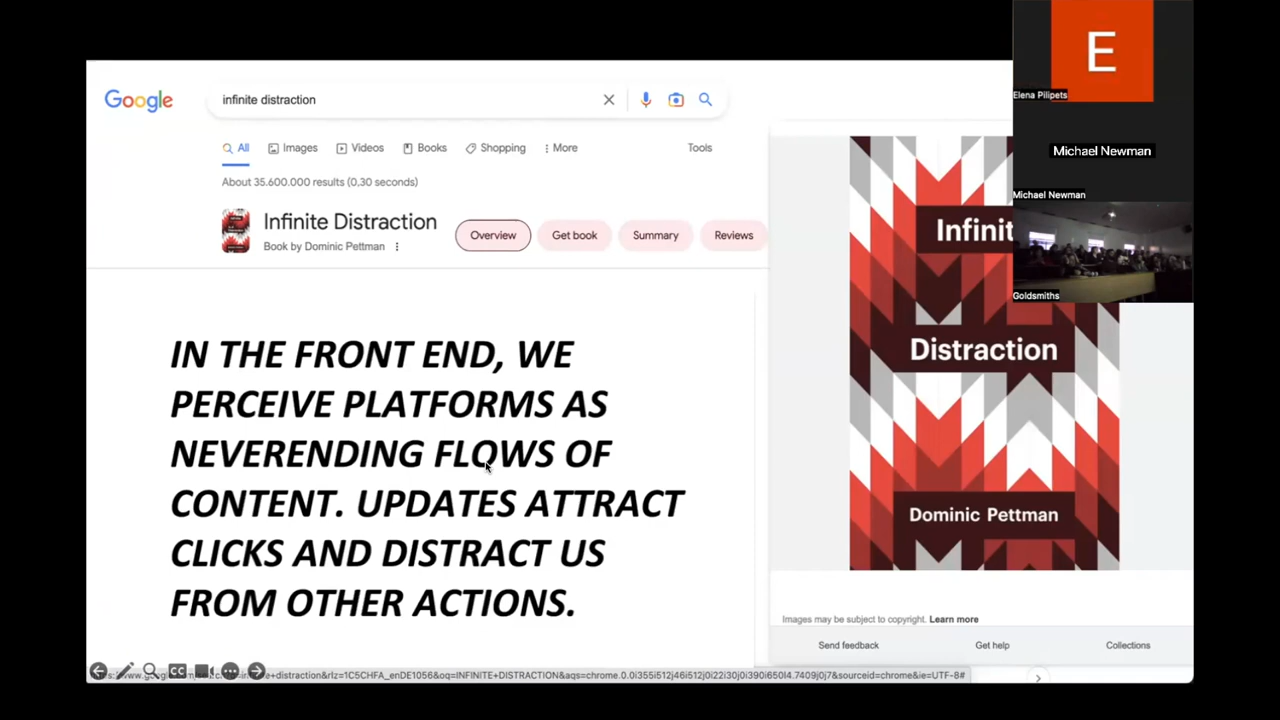 Google
infinite distraction
All Images Videos Books Shopping More Tools
About 35.600.000 results (0,30 seconds)
Infinite Distraction
Book by Dominic Pettman
Overview Get book Summary Reviews
IN THE FRONT END, WE
PERCEIVE PLATFORMS AS
NEVERENDING FLOWS OF
CONTENT. UPDATES ATTRACT
CLICKS AND DISTRACT US
FROM OTHER ACTIONS.
Infinit
Distraction
Dominic Pettman
Images may be subject to copyright. Learn more
Send feedback Get help Collections
CC
E
Elena Pilipets
Michael Newman
Michael Newman
Goldsmiths